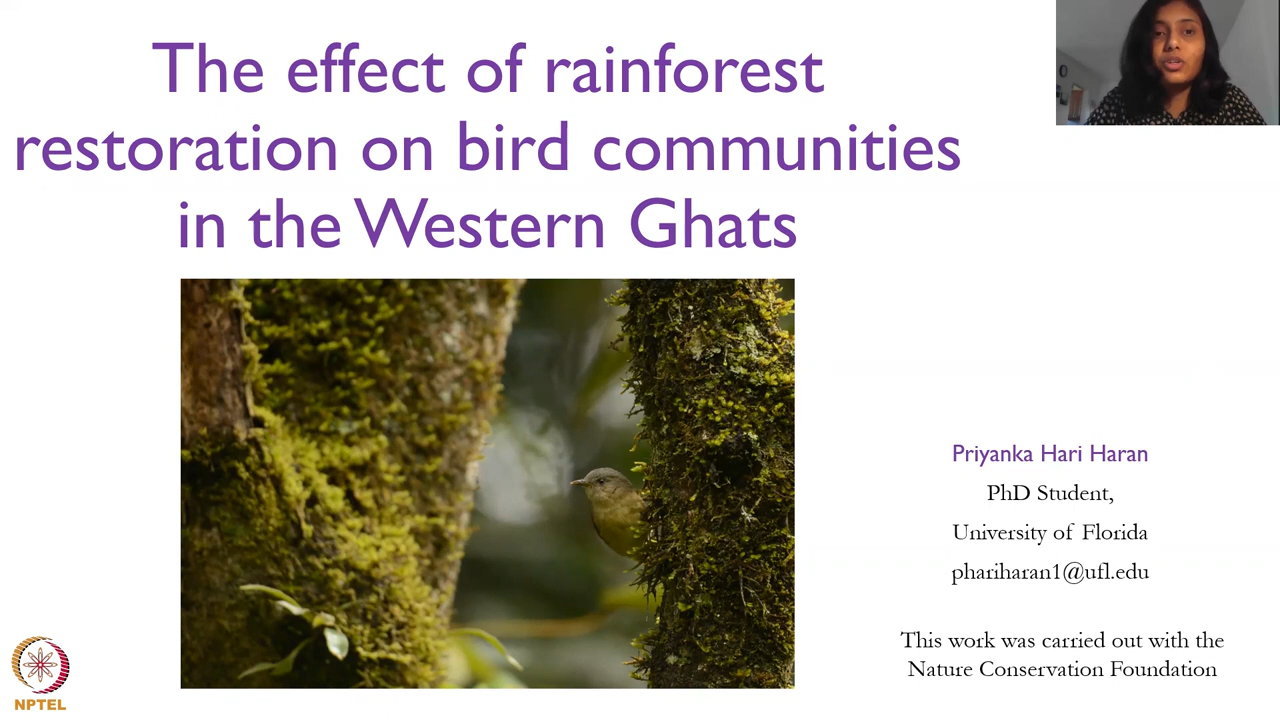 The effect of rainforest
restoration on bird communities
in the Western Ghats
Priyanka Hari Haran
PhD Student,
University of Florida
phariharan1@ufl.edu
This work was carried out with the
Nature Conservation Foundation
NPTEL